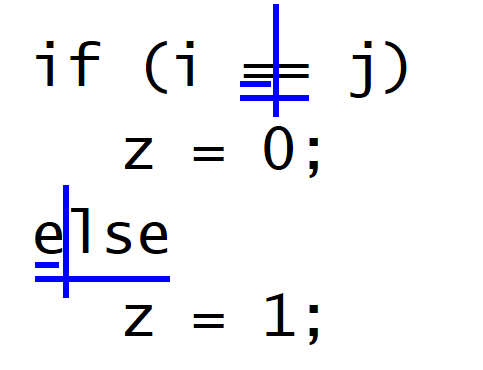 if (i == j)
z = 0;
else
z = 1;